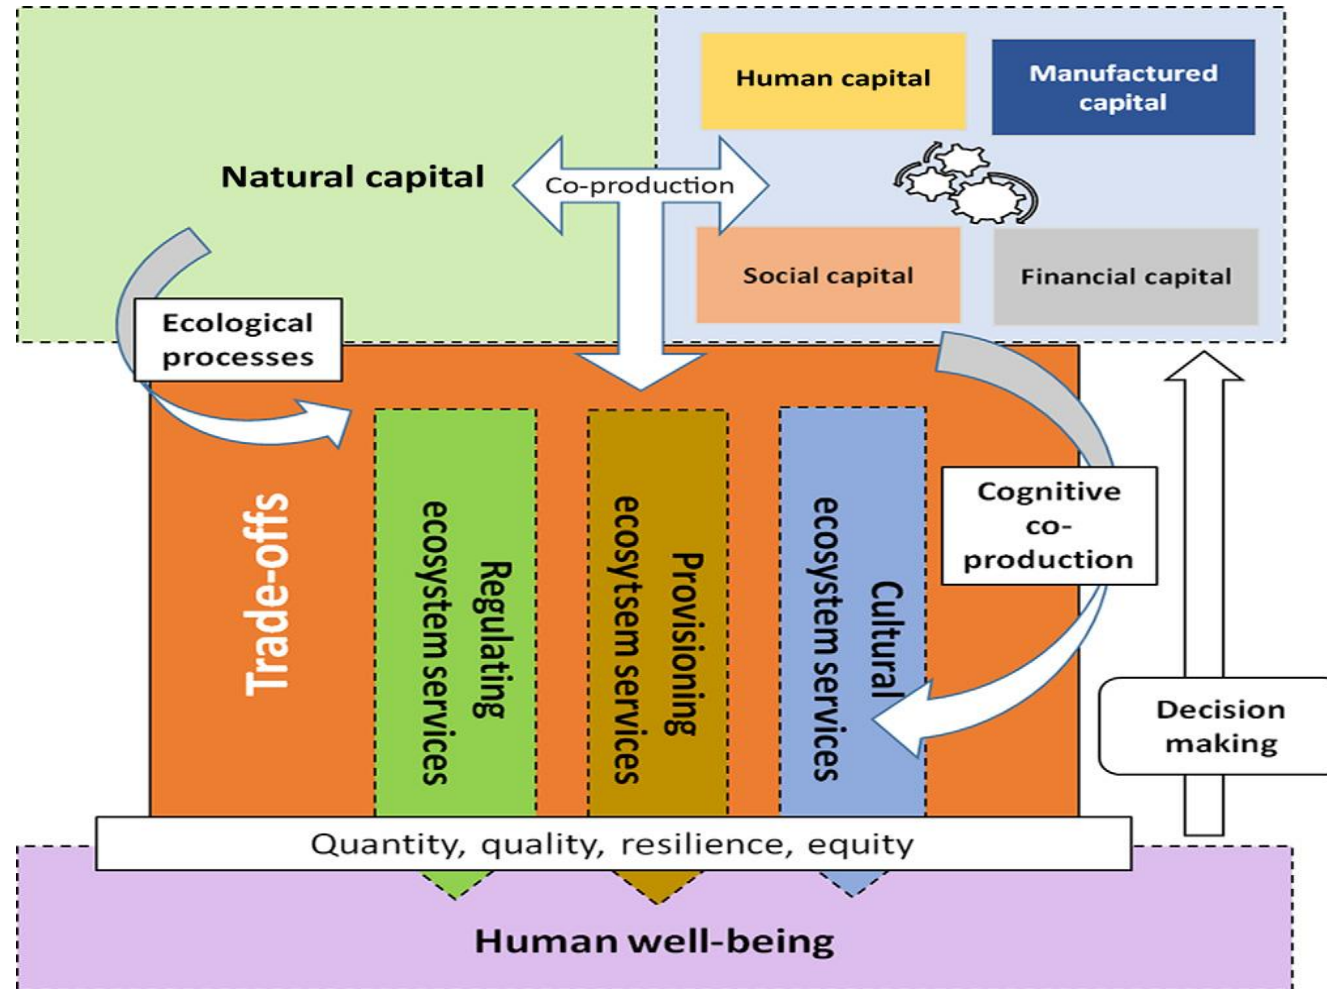 Human capital
Manufactured
capital
Natural capital
Co-production
Social capital
Financial capital
Ecological
processes
Trade-offs
Regulating
ecosystem services
Provisioning
ecosytsem services
Cultural
ecosystem services
Cognitive
co-
production
Decision
making
Quantity, quality, resilience, equity
Human well-being